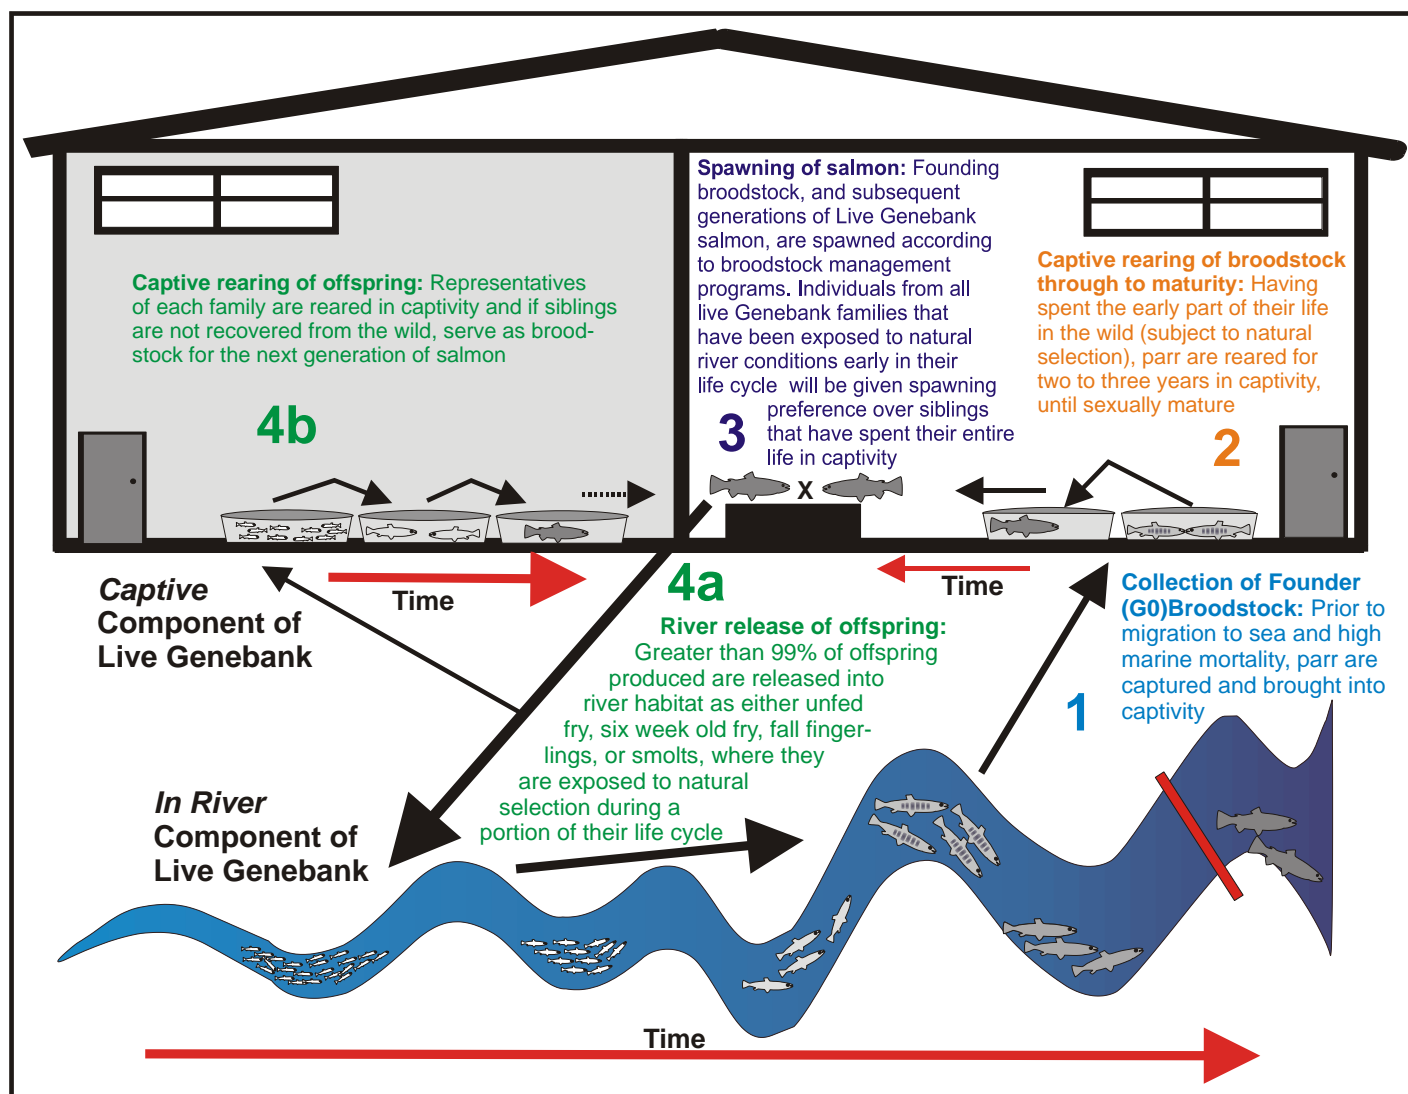 Captive rearing of offspring: Representatives
of each family are reared in captivity and if siblings
are not recovered from the wild, serve as brood-
stock for the next generation of salmon
4b
Spawning of salmon: Founding
broodstock, and subsequent
generations of Live Genebank
salmon, are spawned according
to broodstock management
programs. Individuals from all
live Genebank families that
have been exposed to natural
river conditions early in their
life cycle will be given spawning
preference over siblings
that have spent their entire
life in captivity
3
X
Captive rearing of broodstock
through to maturity: Having
spent the early part of their life
in the wild (subject to natural
selection), parr are reared for
two to three years in captivity,
until sexually mature
2
Captive
Component of
Live Genebank
Time
4a
River release of offspring:
Greater than 99% of offspring
produced are released into
river habitat as either unfed
fry, six week old fry, fall finger-
lings, or smolts, where they
are exposed to natural
selection during a
portion of their life cycle
Time
Collection of Founder
(G0)Broodstock: Prior to
migration to sea and high
marine mortality, parr are
captured and brought into
captivity
1
In River
Component of
Live Genebank
Time